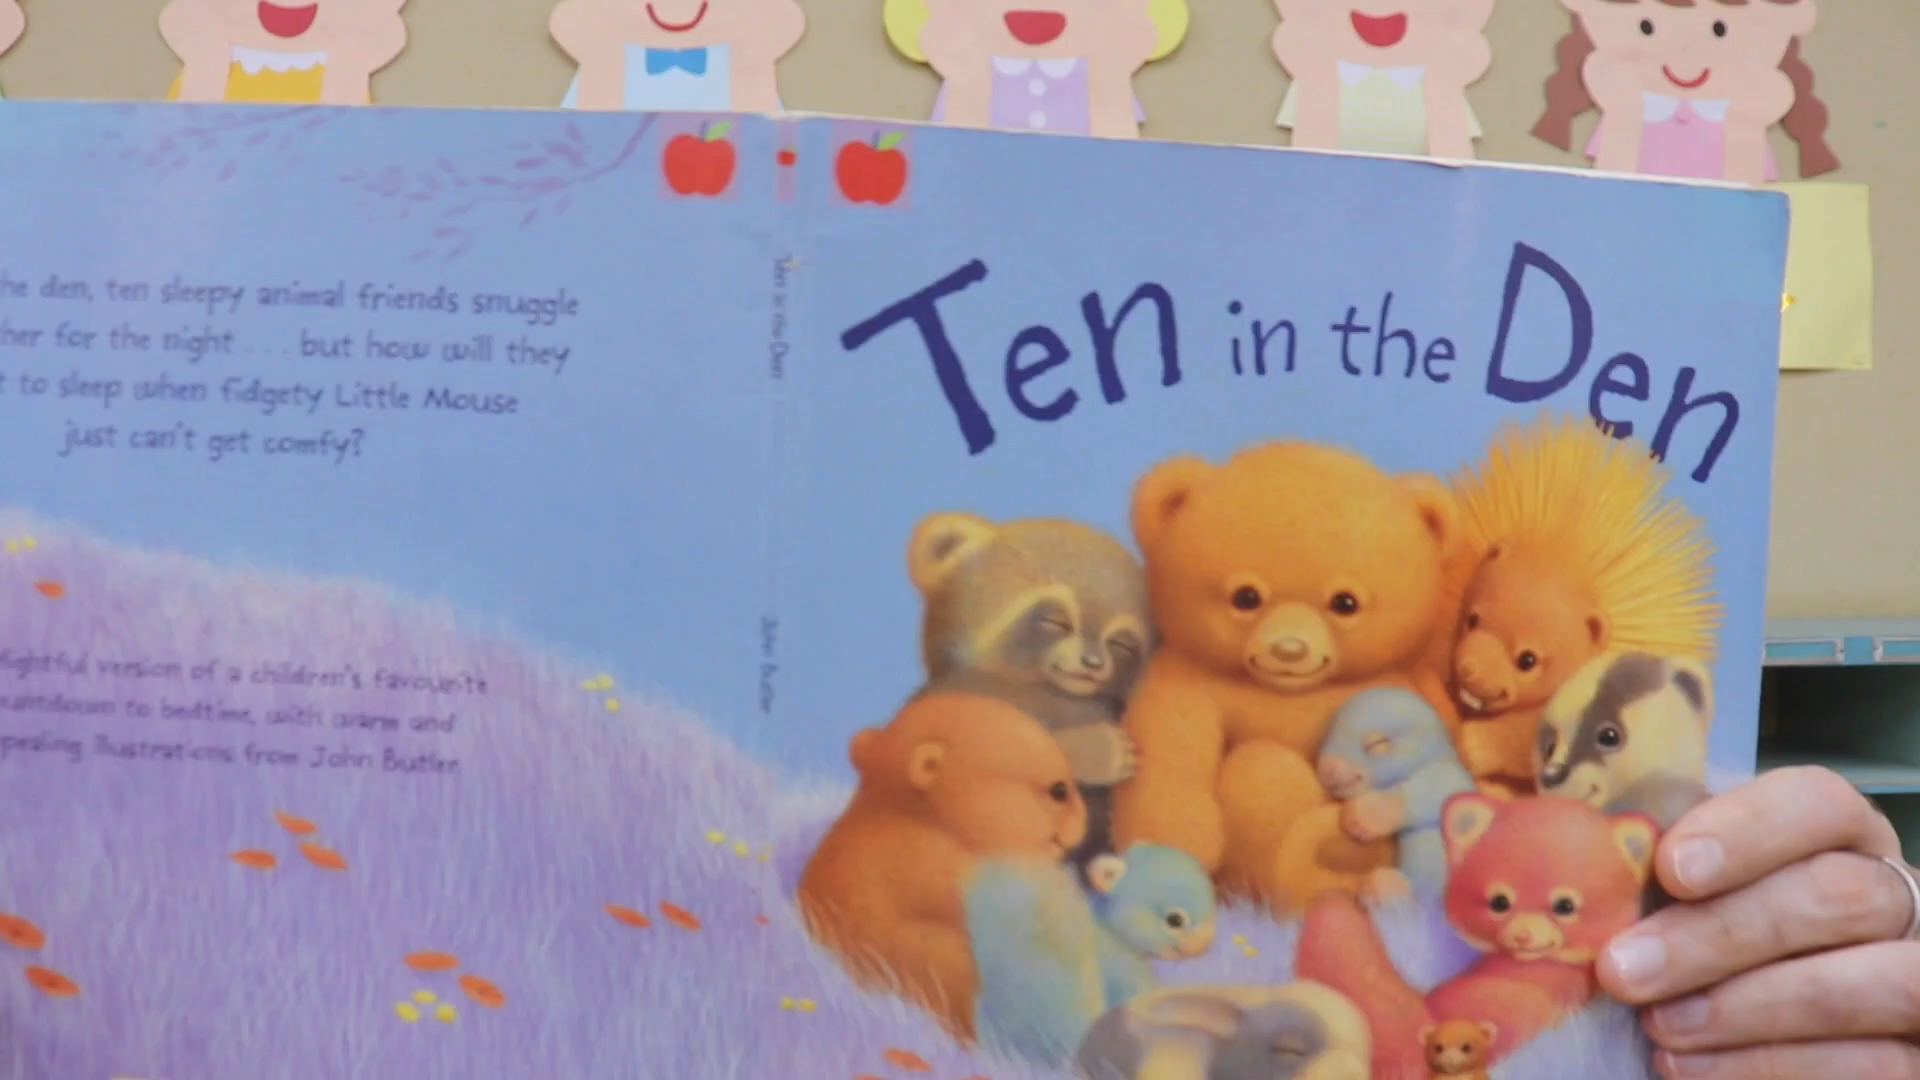 he den, ten sleepy animal friends snuggle
her for the night ... but how will they
t to sleep when fidgety Little Mouse
just can't get comfy?
lightful version of a children's favourite
untdown to bedtime, with warm and
pealing illustrations from John Butler
Ten in the Den
John Butler
Ten in the Den